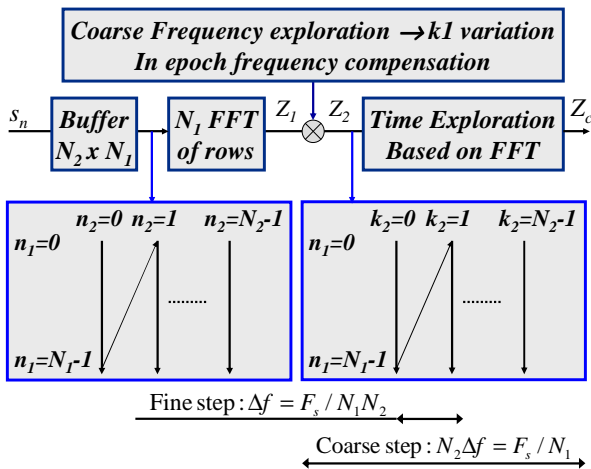 Coarse Frequency exploration → k1 variation
In epoch frequency compensation
s_n
Buffer
N_2 x N_1
N_1 FFT
of rows
Z_1
Z_2
Time Exploration
Based on FFT
Z_c
n_2=0 n_2=1 n_2=N_2-1
n_1=0
.........
n_1=N_1-1
k_2=0 k_2=1 k_2=N_2-1
n_1=0
.........
n_1=N_1-1
Fine step : Δf = F_s / N_1N_2
Coarse step : N_2Δf = F_s / N_1